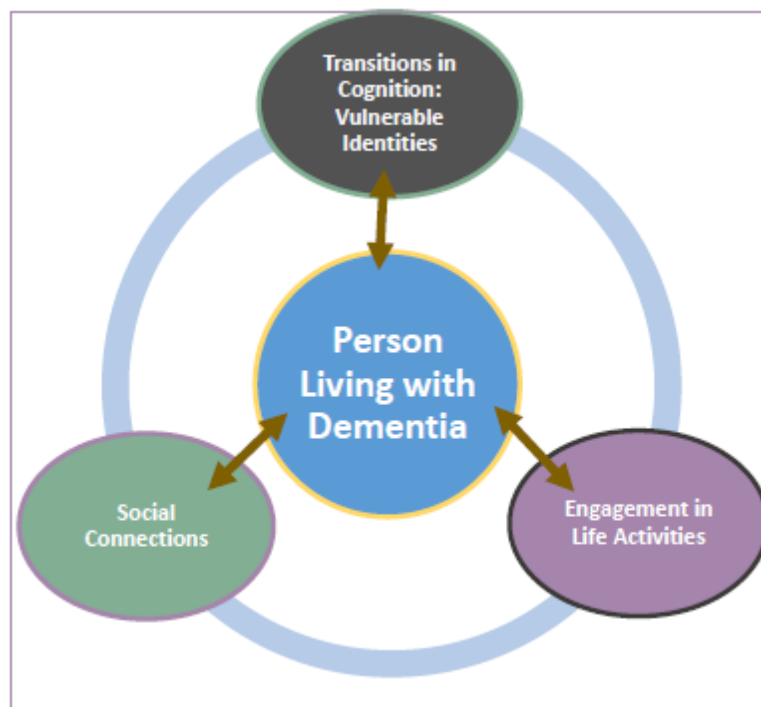 Transitions in
Cognition:
Vulnerable
Identities
Person
Living with
Dementia
Social
Connections
Engagement in
Life Activities